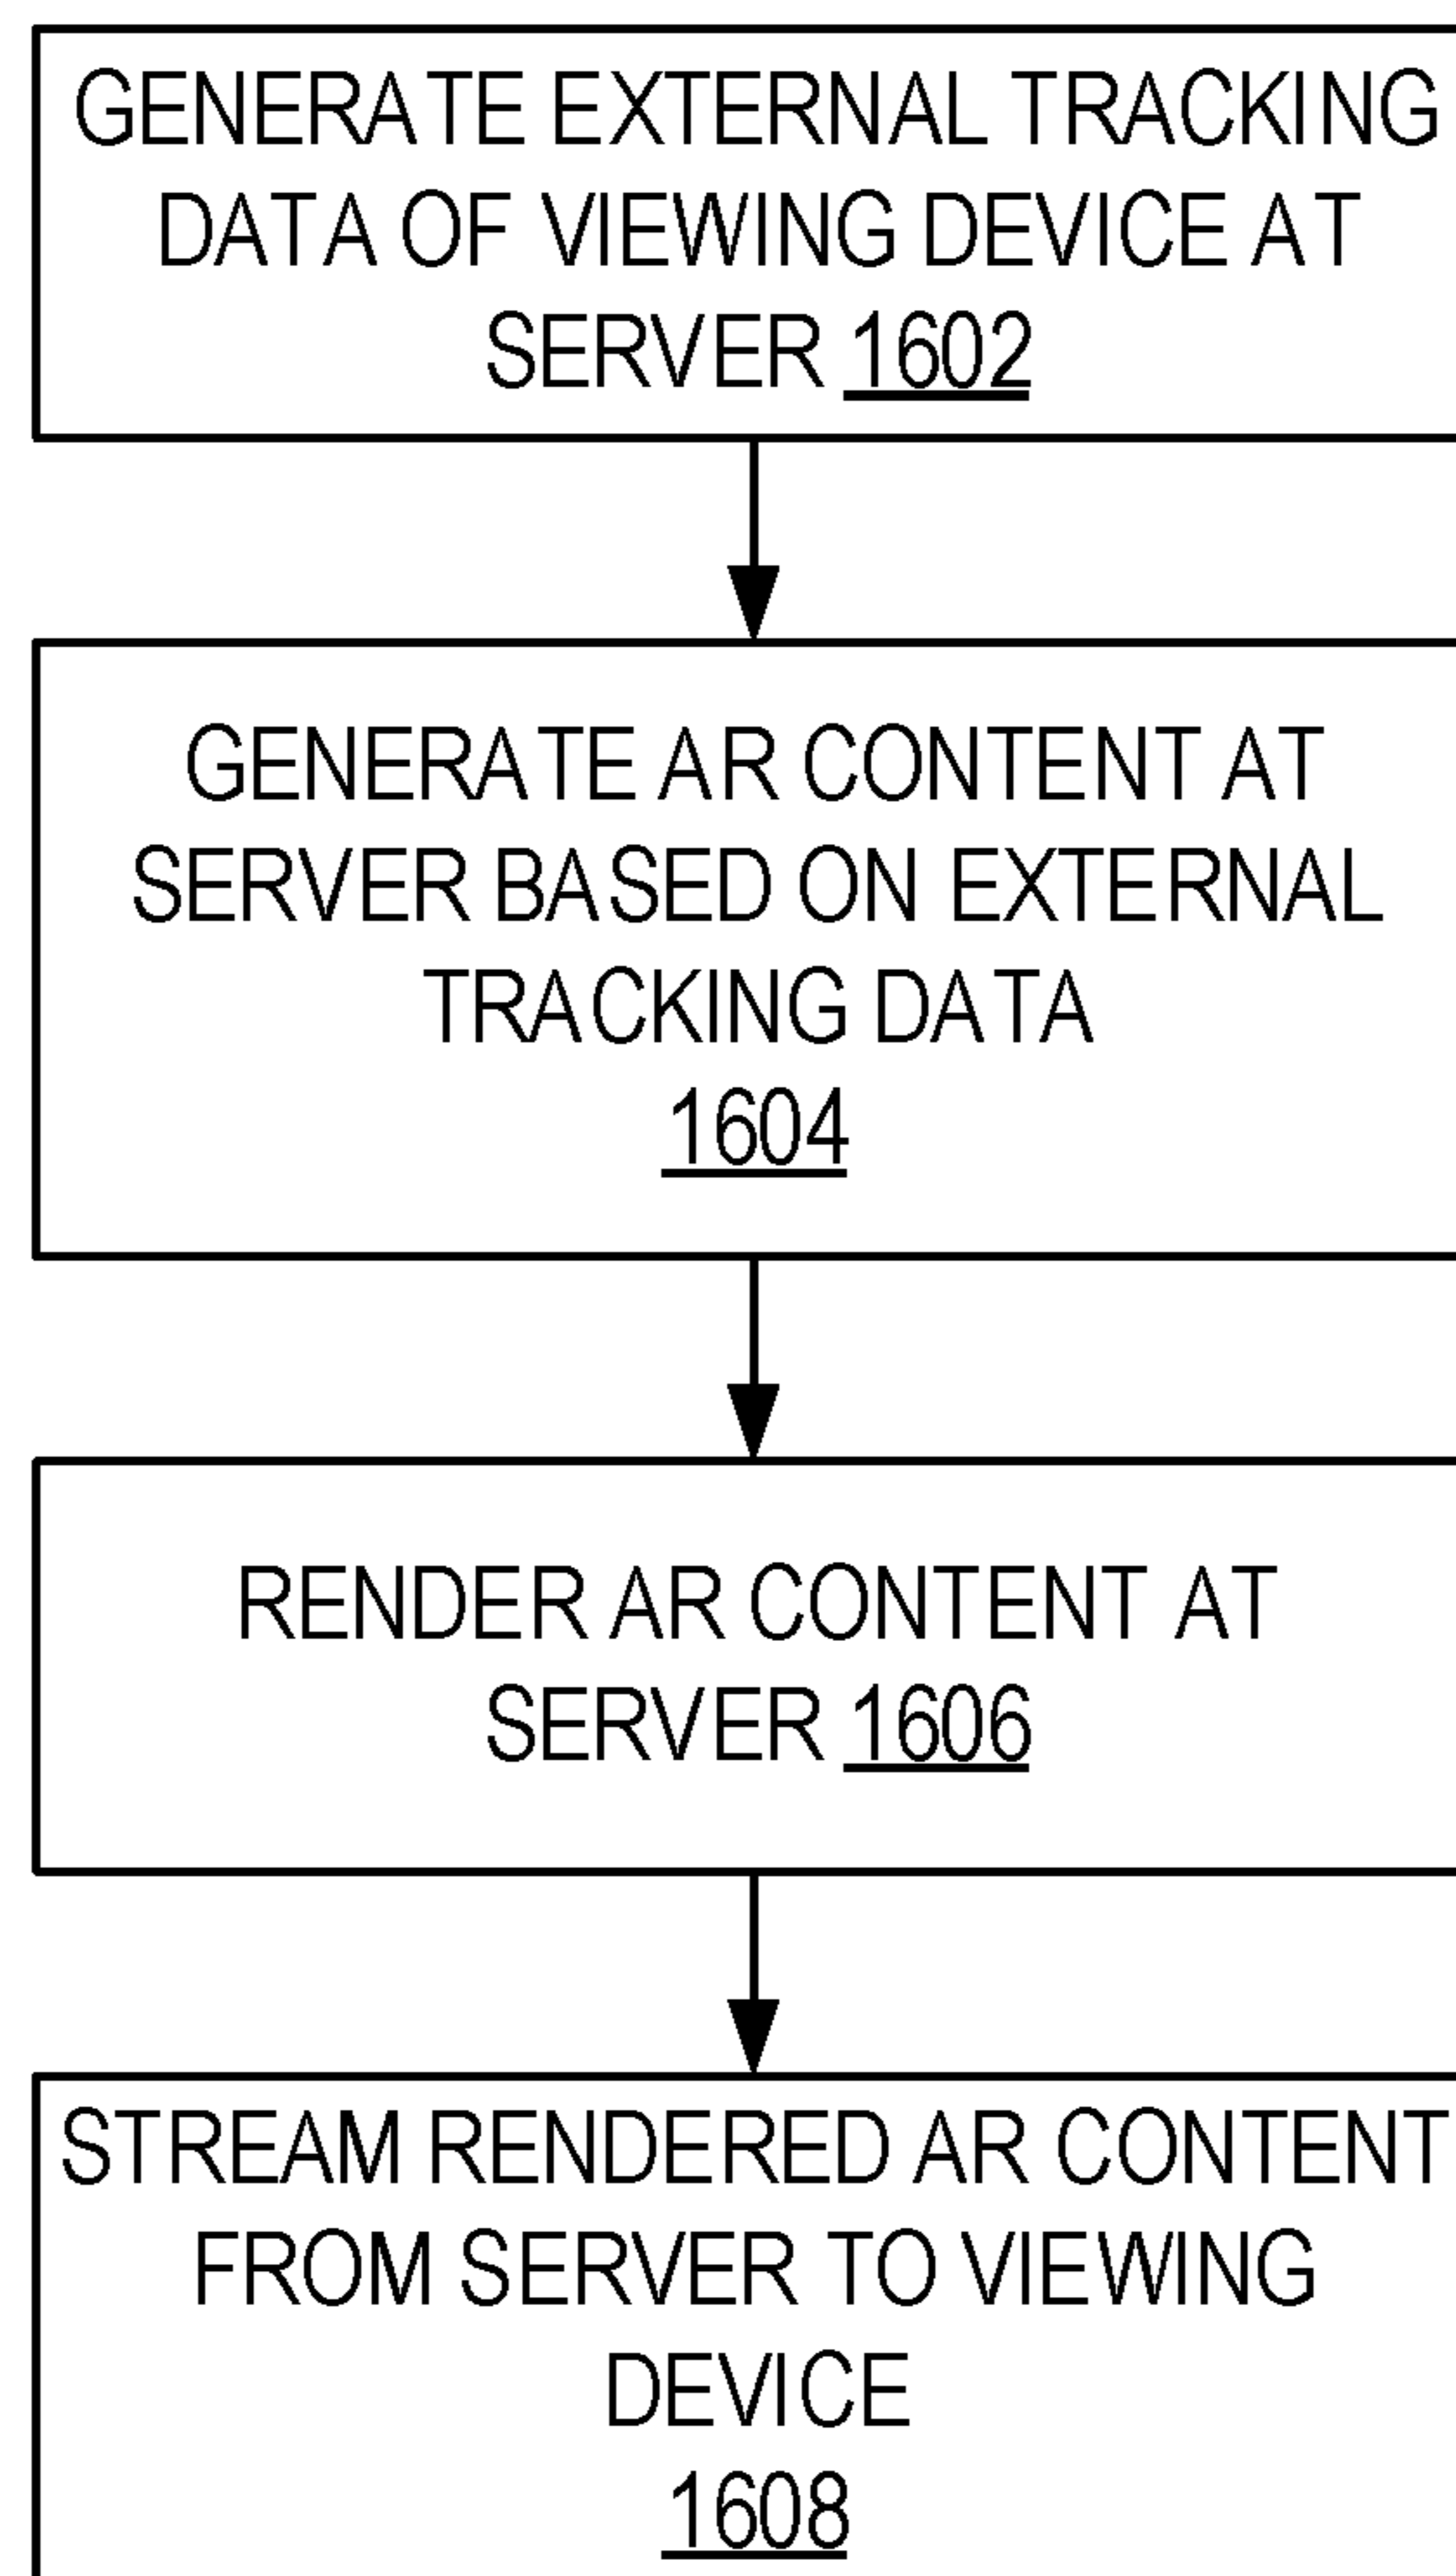 GENERATE EXTERNAL TRACKING
DATA OF VIEWING DEVICE AT
SERVER 1602
GENERATE AR CONTENT AT
SERVER BASED ON EXTERNAL
TRACKING DATA
1604
RENDER AR CONTENT AT
SERVER 1606
STREAM RENDERED AR CONTENT
FROM SERVER TO VIEWING
DEVICE
1608